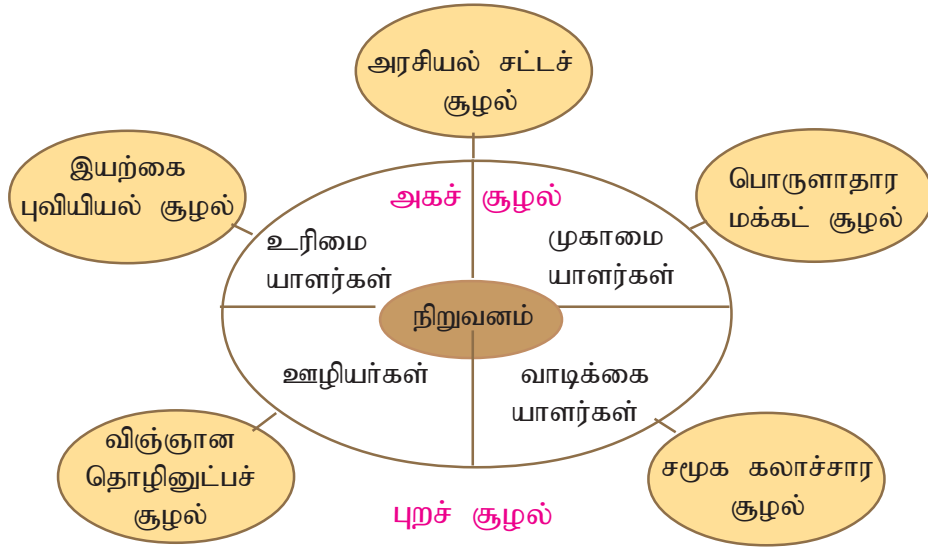 அரசியல் சட்டச்
சூழல்
இயற்கை
புவியியல் சூழல்
பொருளாதார
மக்கட் சூழல்
அகச் சூழல்
உரிமை
யாளர்கள்
முகாமை
யாளர்கள்
நிறுவனம்
ஊழியர்கள்
வாடிக்கை
யாளர்கள்
விஞ்ஞான
தொழினுட்பச்
சூழல்
சமூக கலாச்சார
சூழல்
புறச் சூழல்